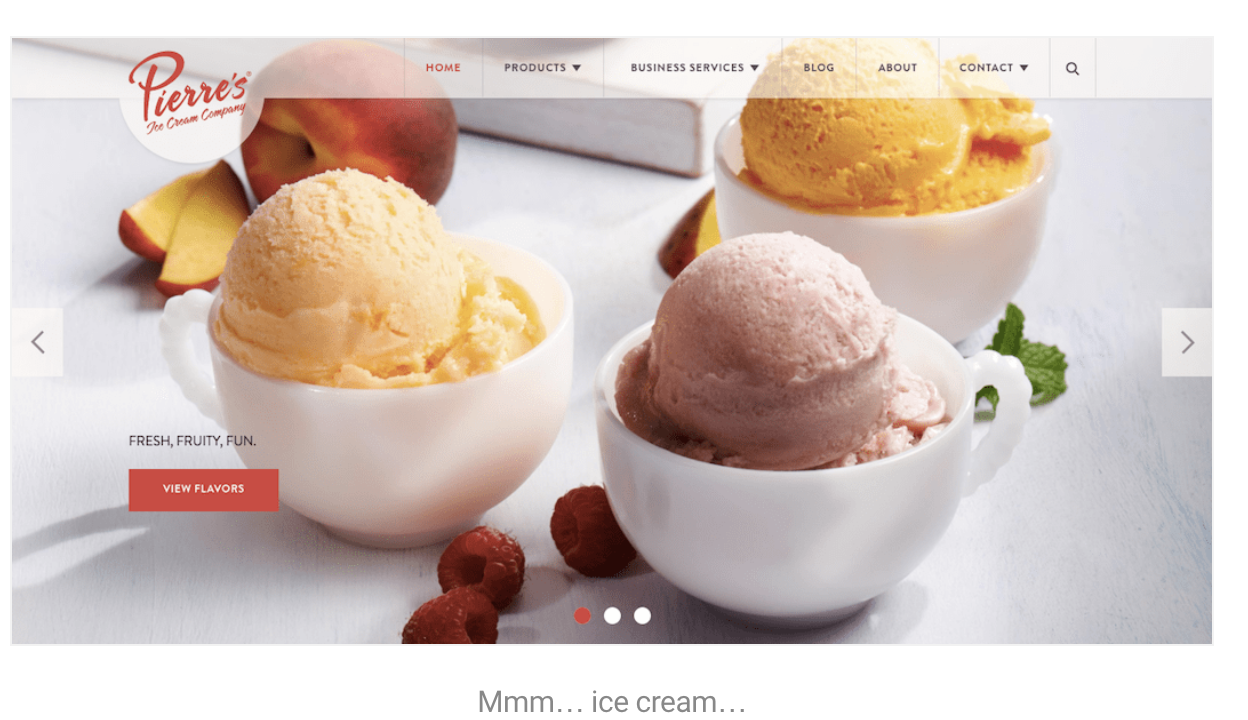 Pierre's®
Ice Cream Company
HOME PRODUCTS BUSINESS SERVICES BLOG ABOUT CONTACT
FRESH, FRUITY, FUN.
VIEW FLAVORS
Mmm... ice cream...